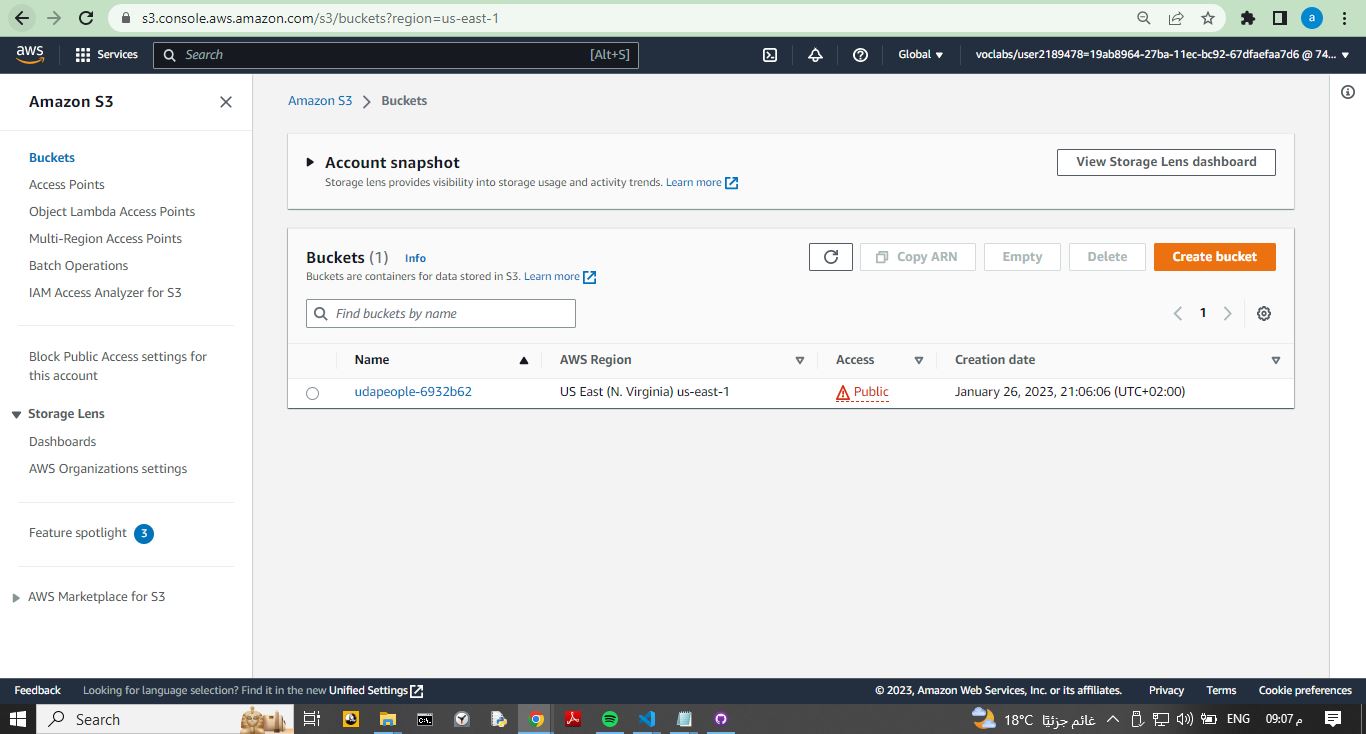 s3.console.aws.amazon.com/s3/buckets?region=us-east-1
a
aws
Services
Search
[Alt+S]
Global
voclabs/user2189478=19ab8964-27ba-11ec-bc92-67dfaefaa7d6 @ 74...
Amazon S3
Buckets
Access Points
Object Lambda Access Points
Multi-Region Access Points
Batch Operations
IAM Access Analyzer for S3
Block Public Access settings for
this account
Storage Lens
Dashboards
AWS Organizations settings
Feature spotlight 3
AWS Marketplace for S3
Amazon S3 > Buckets
Account snapshot
Storage lens provides visibility into storage usage and activity trends. Learn more
View Storage Lens dashboard
Buckets (1) Info
Buckets are containers for data stored in S3. Learn more
Copy ARN
Empty
Delete
Create bucket
Find buckets by name
1
Name AWS Region Access Creation date
udapeople-6932b62 US East (N. Virginia) us-east-1 Public January 26, 2023, 21:06:06 (UTC+02:00)
Feedback Looking for language selection? Find it in the new Unified Settings © 2023, Amazon Web Services, Inc. or its affiliates. Privacy Terms Cookie preferences
Search
18°C غائم جزئيًا
ENG
09:07 م